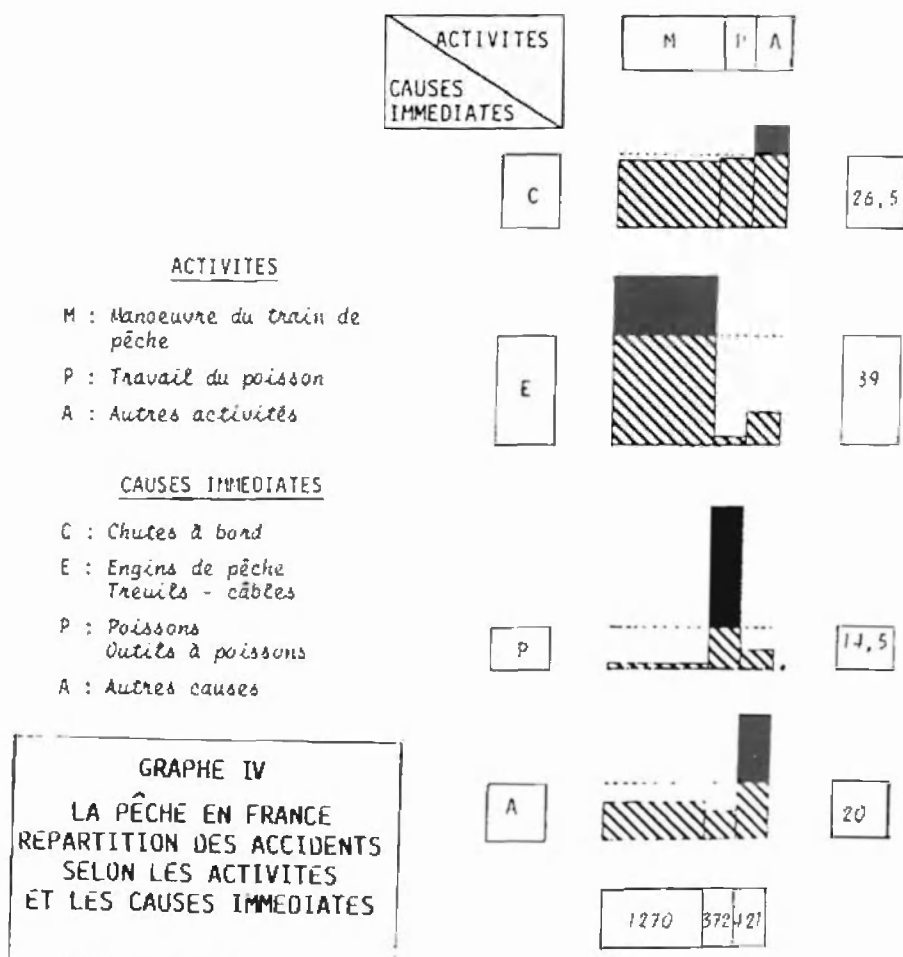 ACTIVITES
CAUSES
IMMEDIATES
M P A
C
26,5
ACTIVITES
M : Manoeuvre du train de
pêche
P : Travail du poisson
A : Autres activités
E
39
CAUSES IMMEDIATES
C : Chutes à bord
E : Engins de pêche
Treuils - câbles
P : Poissons
Outils à poissons
A : Autres causes
P
14,5
A
20
GRAPHE IV
LA PÊCHE EN FRANCE
REPARTITION DES ACCIDENTS
SELON LES ACTIVITES
ET LES CAUSES IMMEDIATES
1270 372 421